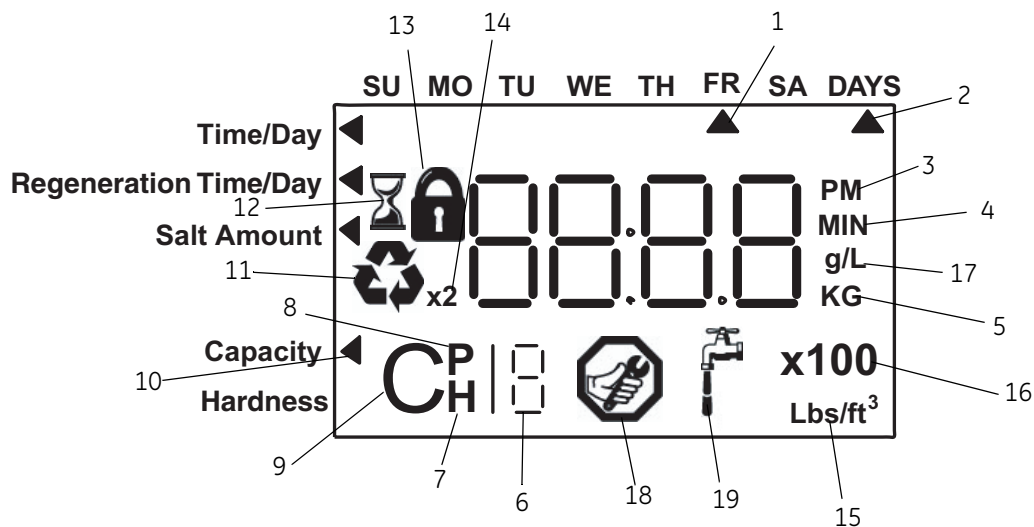 13 14 1
SU MO TU WE TH FR SA DAYS
2
Time/Day
3
Regeneration Time/Day
PM
12
4
MIN
Salt Amount
g/L
17
11
x2
KG
8
5
Capacity
P
x100
10
C
16
Hardness
H
Lbs/ft³
9
7
6
18
19
15